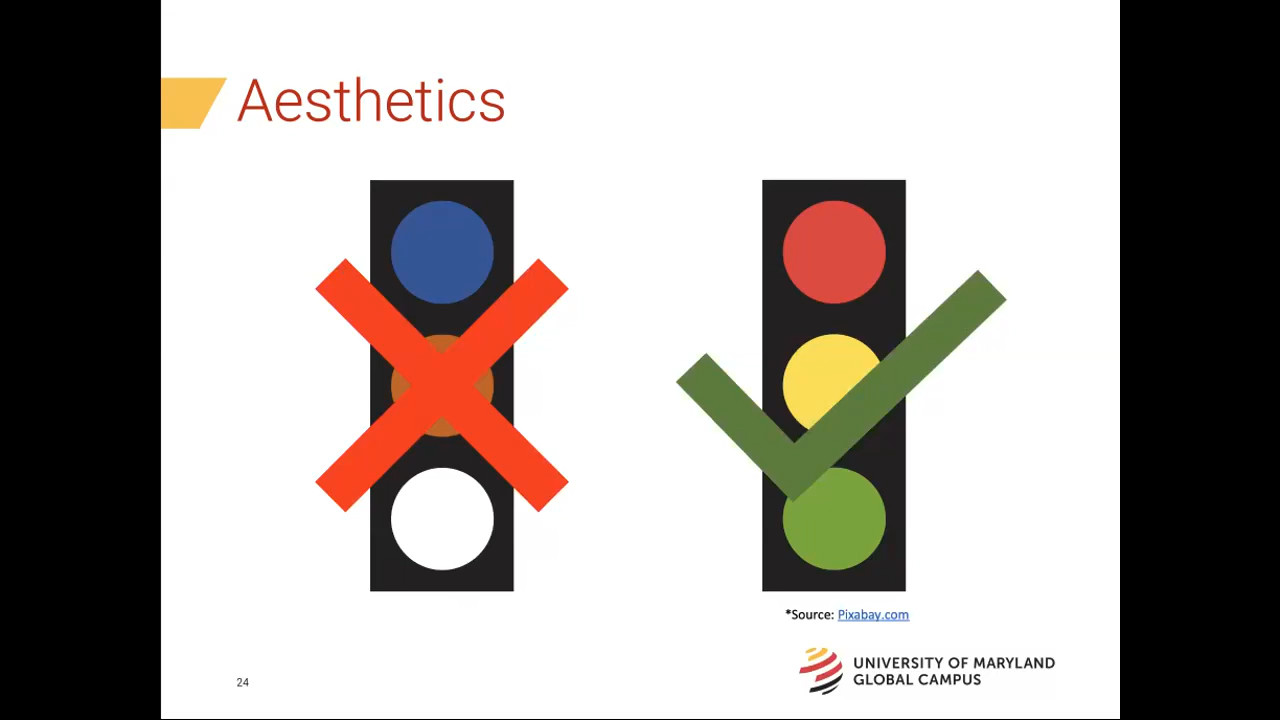 Aesthetics
*Source: Pixabay.com
UNIVERSITY OF MARYLAND
GLOBAL CAMPUS
24